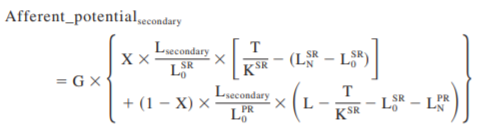 Afferent_potential_secondary
= G × { X × L_secondary / L_0^SR × [ T / K^SR − (L_N^SR − L_0^SR) ]
+ (1 − X) × L_secondary / L_0^PR × ( L − T / K^SR − L_0^SR − L_N^PR ) }